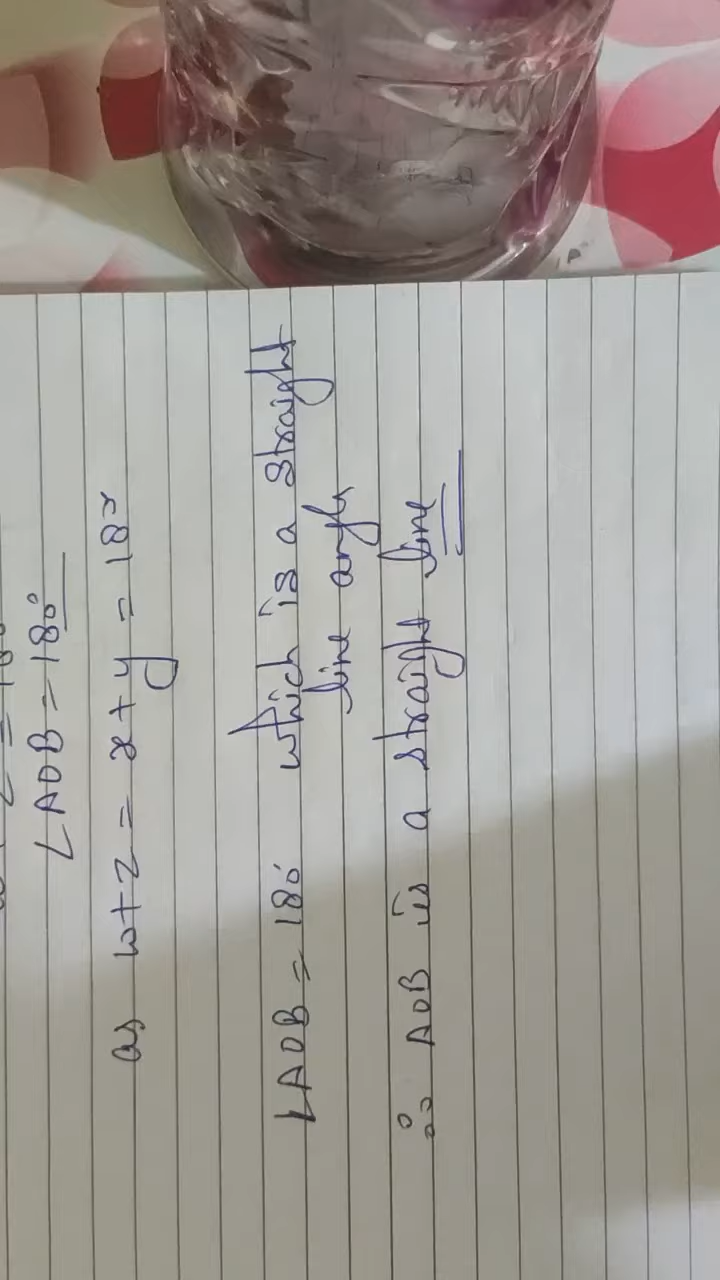 ∠AOB = 180°
as w+z = x+y = 180
∠AOB = 180° which is a straight
line angle
∴ AOB is a straight line